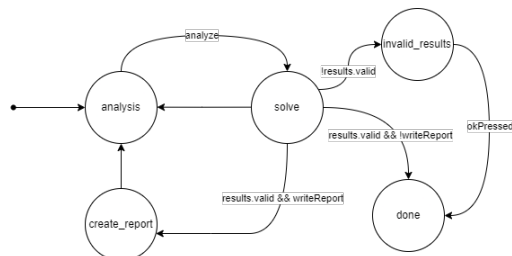 analyze
invalid_results
!results.valid
analysis
solve
okPressed
results.valid && !writeReport
results.valid && writeReport
create_report
done